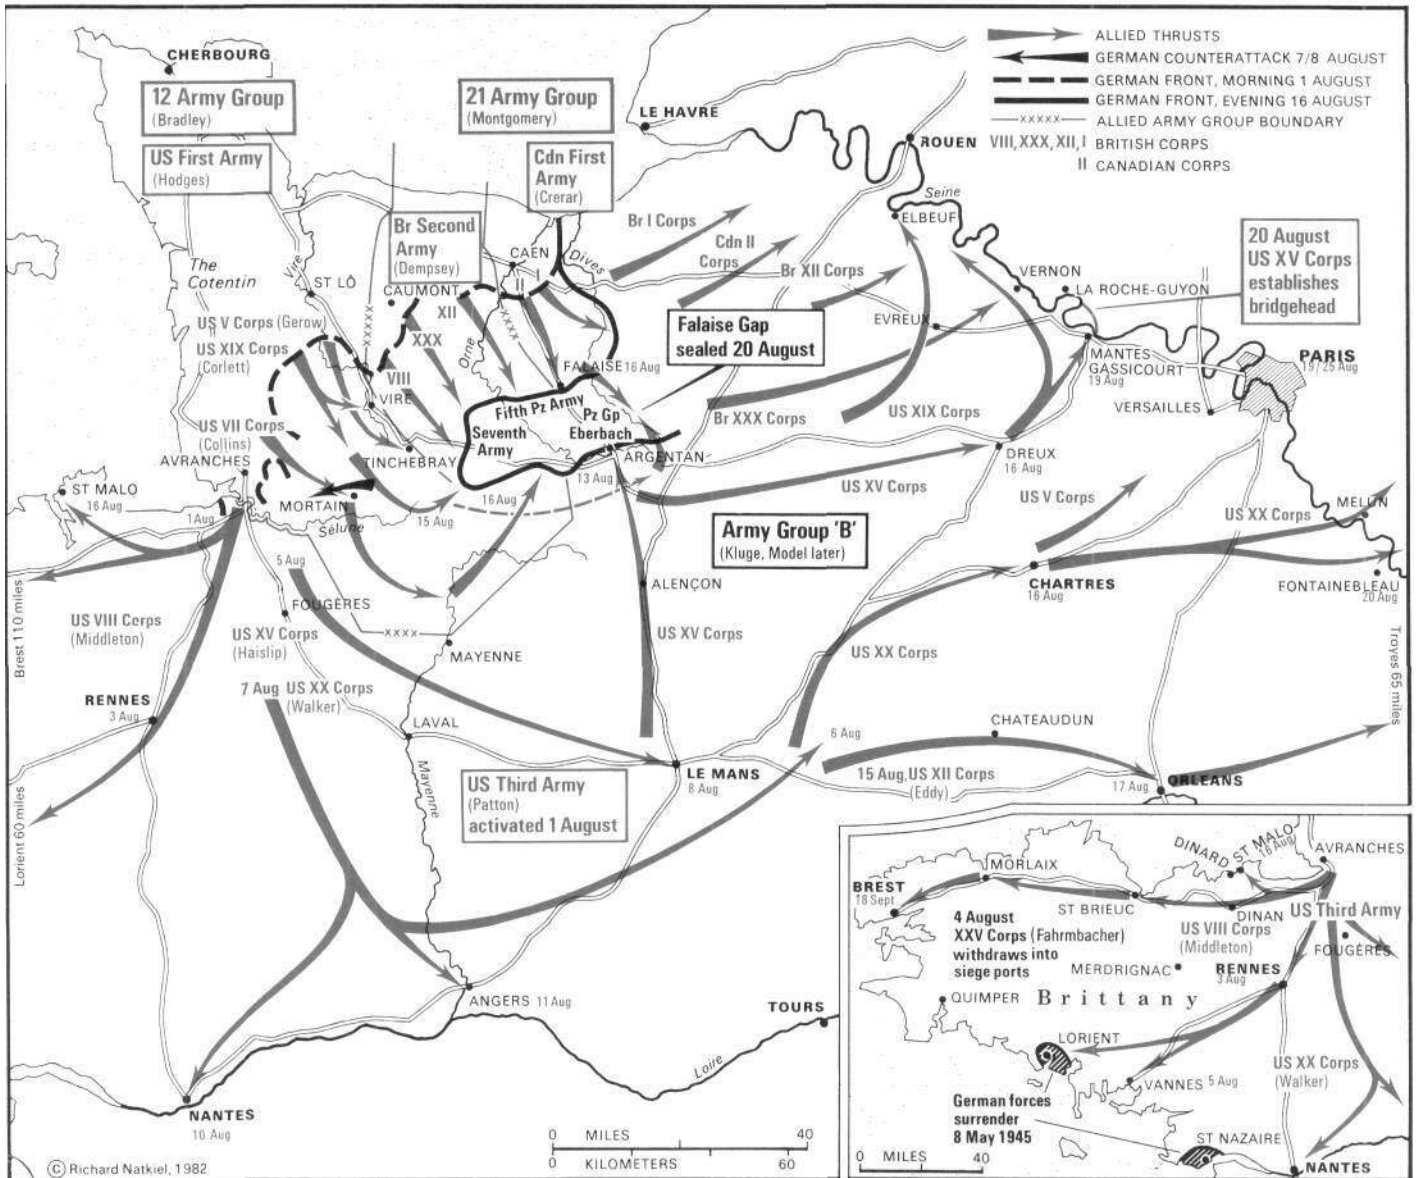 CHERBOURG
12 Army Group
(Bradley)
US First Army
(Hodges)
21 Army Group
(Montgomery)
Cdn First
Army
(Crerar)
LE HAVRE
ROUEN
ALLIED THRUSTS
GERMAN COUNTERATTACK 7/8 AUGUST
GERMAN FRONT, MORNING 1 AUGUST
GERMAN FRONT, EVENING 16 AUGUST
XXXXX ALLIED ARMY GROUP BOUNDARY
VIII, XXX, XII, I BRITISH CORPS
II CANADIAN CORPS
Seine
ELBEUF
Br I Corps
Cdn II
Corps
Br XII Corps
Br Second
Army
(Dempsey)
CAEN
Dives
The
Cotentin
Vire
ST LÔ
CAUMONT
XXXXX
XII
XXX
VIII
I
II
XXXXX
Orne
VERNON
LA ROCHE-GUYON
20 August
US XV Corps
establishes
bridgehead
EVREUX
MANTES
GASSICOURT
19 Aug
PARIS
19/25 Aug
VERSAILLES
US V Corps (Gerow)
US XIX Corps
(Corlett)
US VII Corps
(Collins)
VIRE
FALAISE 16 Aug
Falaise Gap
sealed 20 August
Fifth Pz Army
Seventh
Army
Pz Gp
Eberbach
Br XXX Corps
US XIX Corps
AVRANCHES
TINCHEBRAY
ARGENTAN
13 Aug
DREUX
16 Aug
ST MALO
16 Aug
1 Aug
MORTAIN
Sélune
15 Aug
16 Aug
US XV Corps
US V Corps
US XX Corps
MELUN
Army Group 'B'
(Kluge, Model later)
5 Aug
ALENÇON
CHARTRES
16 Aug
FONTAINEBLEAU
20 Aug
Brest 110 miles
US VIII Corps
(Middleton)
FOUGÈRES
US XV Corps
(Haislip)
XXXX
MAYENNE
US XV Corps
US XX Corps
Troyes 65 miles
RENNES
3 Aug
7 Aug US XX Corps
(Walker)
LAVAL
6 Aug
CHATEAUDUN
Mayenne
LE MANS
8 Aug
15 Aug, US XII Corps
(Eddy)
17 Aug
ORLEANS
Lorient 60 miles
US Third Army
(Patton)
activated 1 August
ANGERS 11 Aug
TOURS
Loire
NANTES
10 Aug
0 MILES 40
0 KILOMETERS 60
© Richard Natkiel, 1982
DINARD
ST MALO
16 Aug
AVRANCHES
MORLAIX
BREST
18 Sept
ST BRIEUC
DINAN
US Third Army
4 August
XXV Corps (Fahrmbacher)
withdraws into
siege ports
US VIII Corps
(Middleton)
FOUGÈRES
MERDRIGNAC
RENNES
3 Aug
QUIMPER
Brittany
LORIENT
VANNES 5 Aug
US XX Corps
(Walker)
German forces
surrender
8 May 1945
ST NAZAIRE
0 MILES 40
NANTES